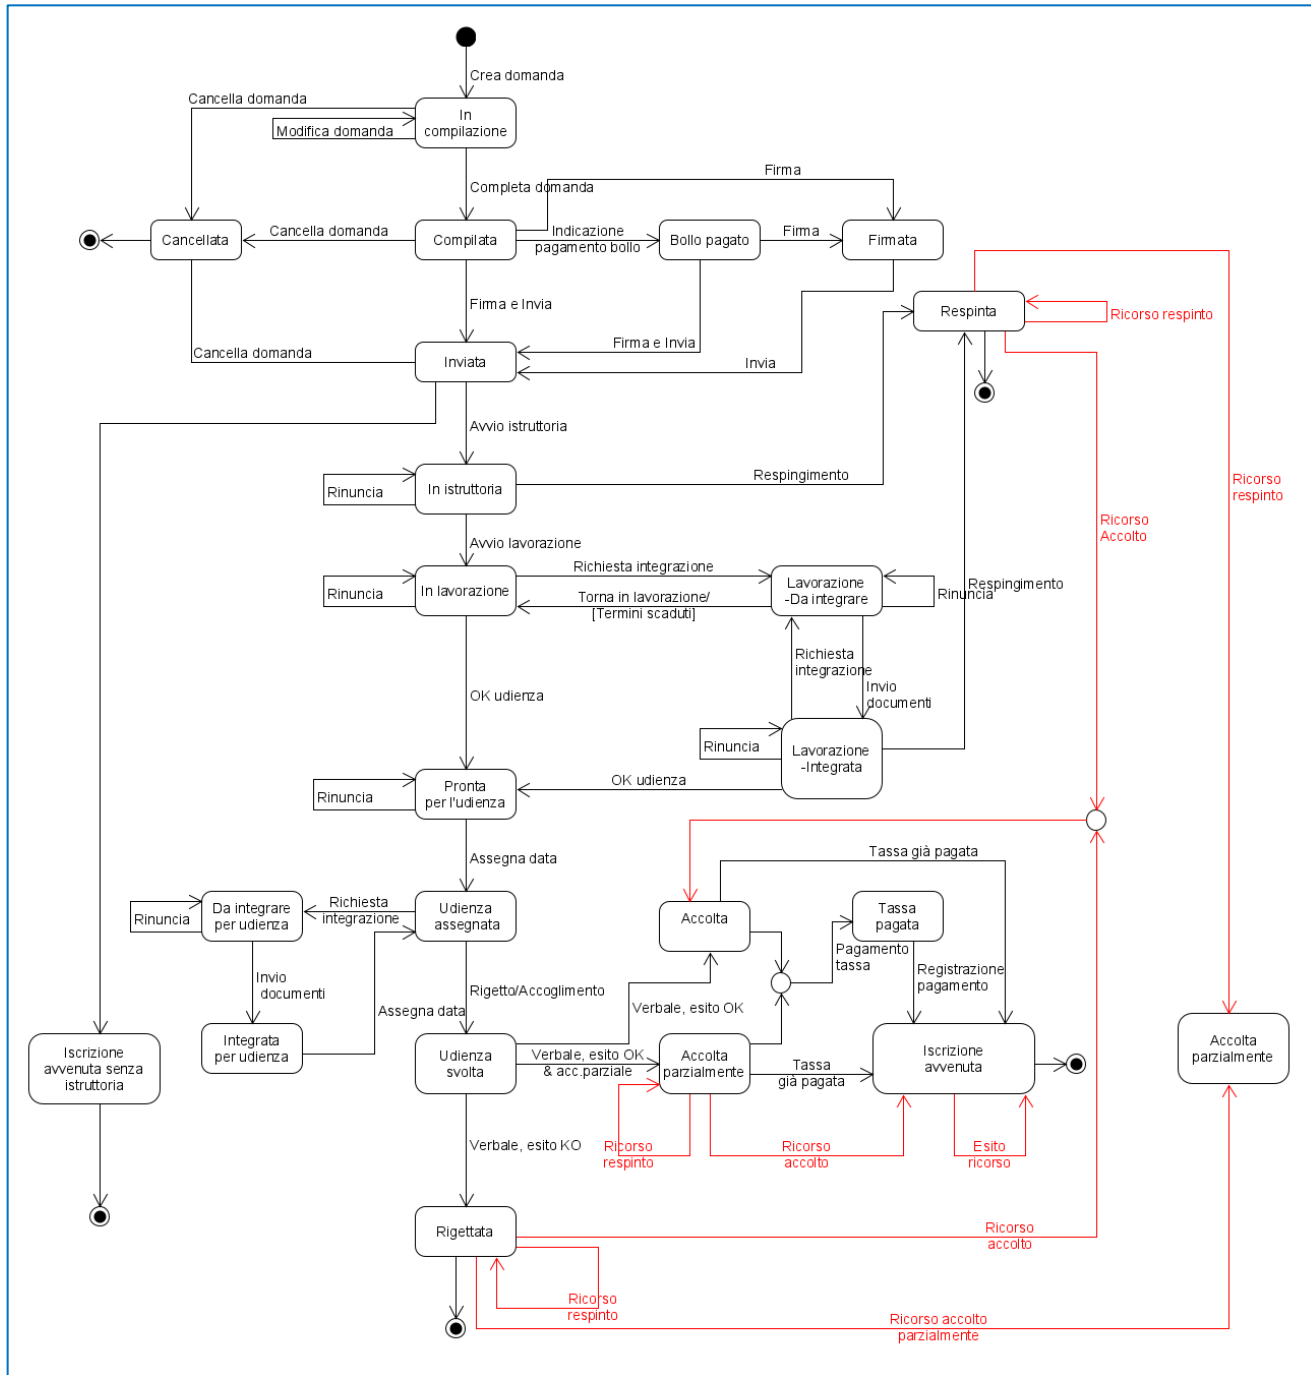 Crea domanda
Cancella domanda
In
compilazione
Modifica domanda
Firma
Completa domanda
Cancellata
Cancella domanda
Compilata
Indicazione
pagamento bollo
Bollo pagato
Firma
Firmata
Firma e Invia
Respinta
Ricorso respinto
Cancella domanda
Inviata
Firma e Invia
Invia
Avvio istruttoria
Rinuncia
In istruttoria
Respingimento
Ricorso
respinto
Ricorso
Accolto
Avvio lavorazione
Rinuncia
In lavorazione
Richiesta integrazione
Torna in lavorazione/
[Termini scaduti]
Lavorazione
-Da integrare
Rinuncia
Respingimento
Richiesta
integrazione
Invio
documenti
OK udienza
Rinuncia
Lavorazione
-Integrata
Rinuncia
Pronta
per l'udienza
OK udienza
Assegna data
Tassa già pagata
Rinuncia
Da integrare
per udienza
Richiesta
integrazione
Udienza
assegnata
Accolta
Tassa
pagata
Pagamento
tassa
Invio
documenti
Rigetto/Accoglimento
Registrazione
pagamento
Assegna data
Verbale, esito OK
Integrata
per udienza
Iscrizione
avvenuta senza
istruttoria
Udienza
svolta
Verbale, esito OK
& acc.parziale
Accolta
parzialmente
Tassa
già pagata
Iscrizione
avvenuta
Accolta
parzialmente
Verbale, esito KO
Ricorso
respinto
Ricorso
accolto
Esito
ricorso
Rigettata
Ricorso
accolto
Ricorso
respinto
Ricorso accolto
parzialmente